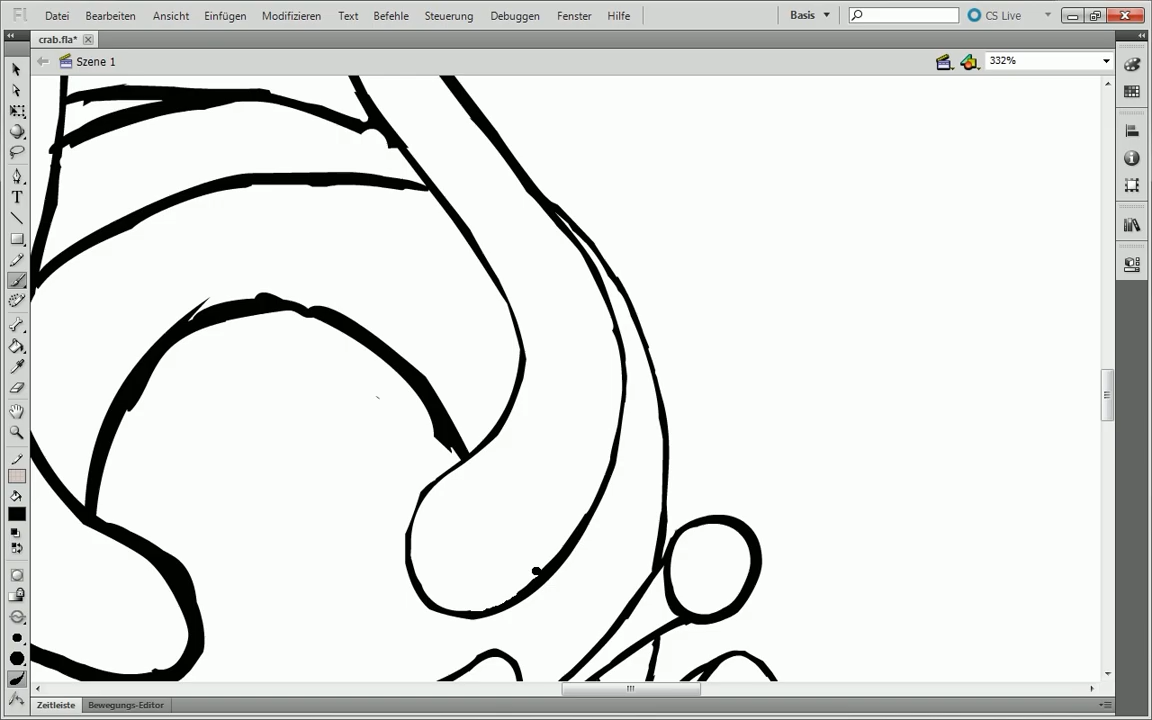 Fl Datei Bearbeiten Ansicht Einfügen Modifizieren Text Befehle Steuerung Debuggen Fenster Hilfe Basis CS Live
crab.fla*
Szene 1 332%
T
Zeitleiste Bewegungs-Editor